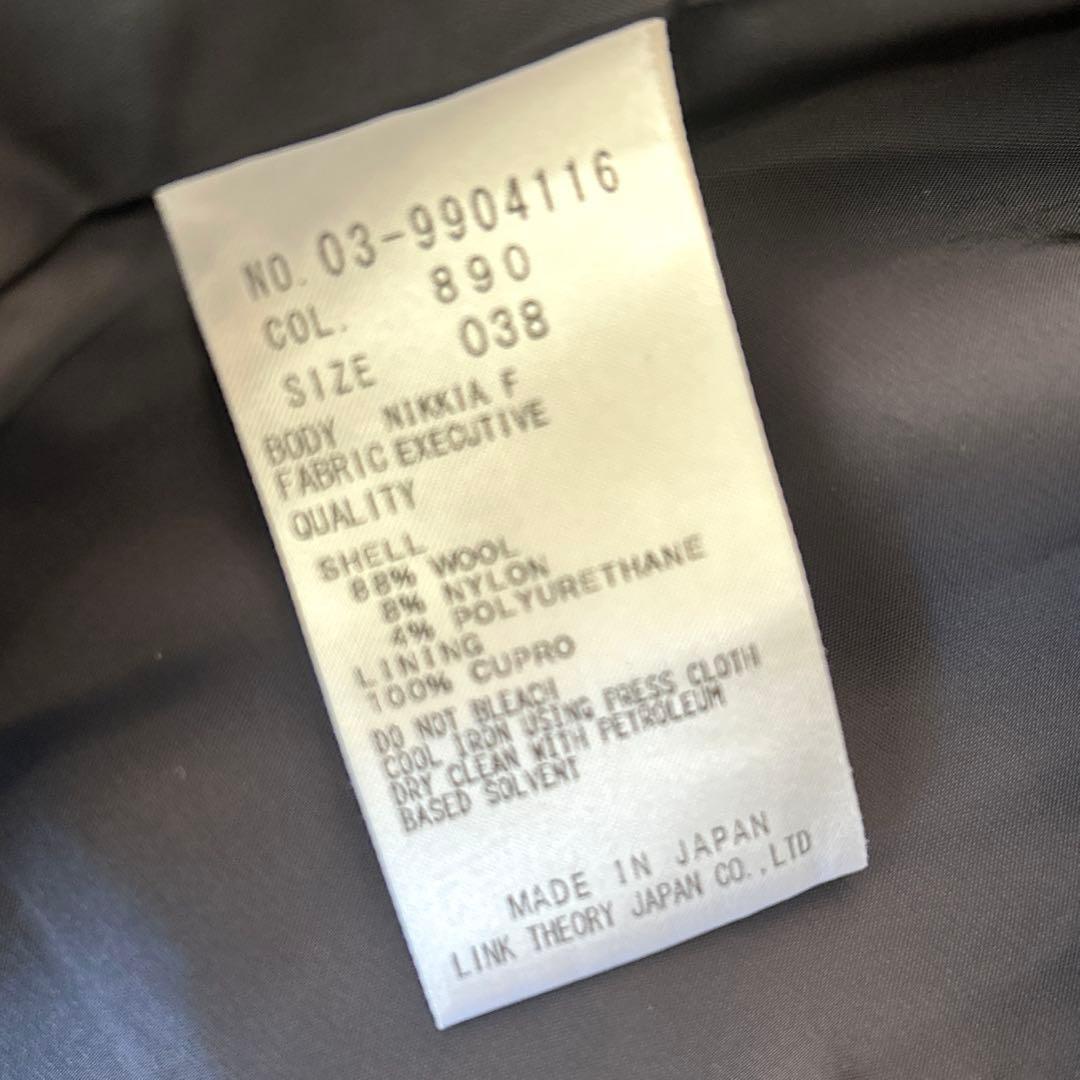 NO. 03-9904116
COL. 890
SIZE 038
BODY NIKKIA F
FABRIC EXECUTIVE
QUALITY
SHELL
88% WOOL
8% NYLON
4% POLYURETHANE
LINING
100% CUPRO
DO NOT BLEACH
COOL IRON USING PRESS CLOTH
DRY CLEAN WITH PETROLEUM
BASED SOLVENT
MADE IN JAPAN
LINK THEORY JAPAN CO.,LTD